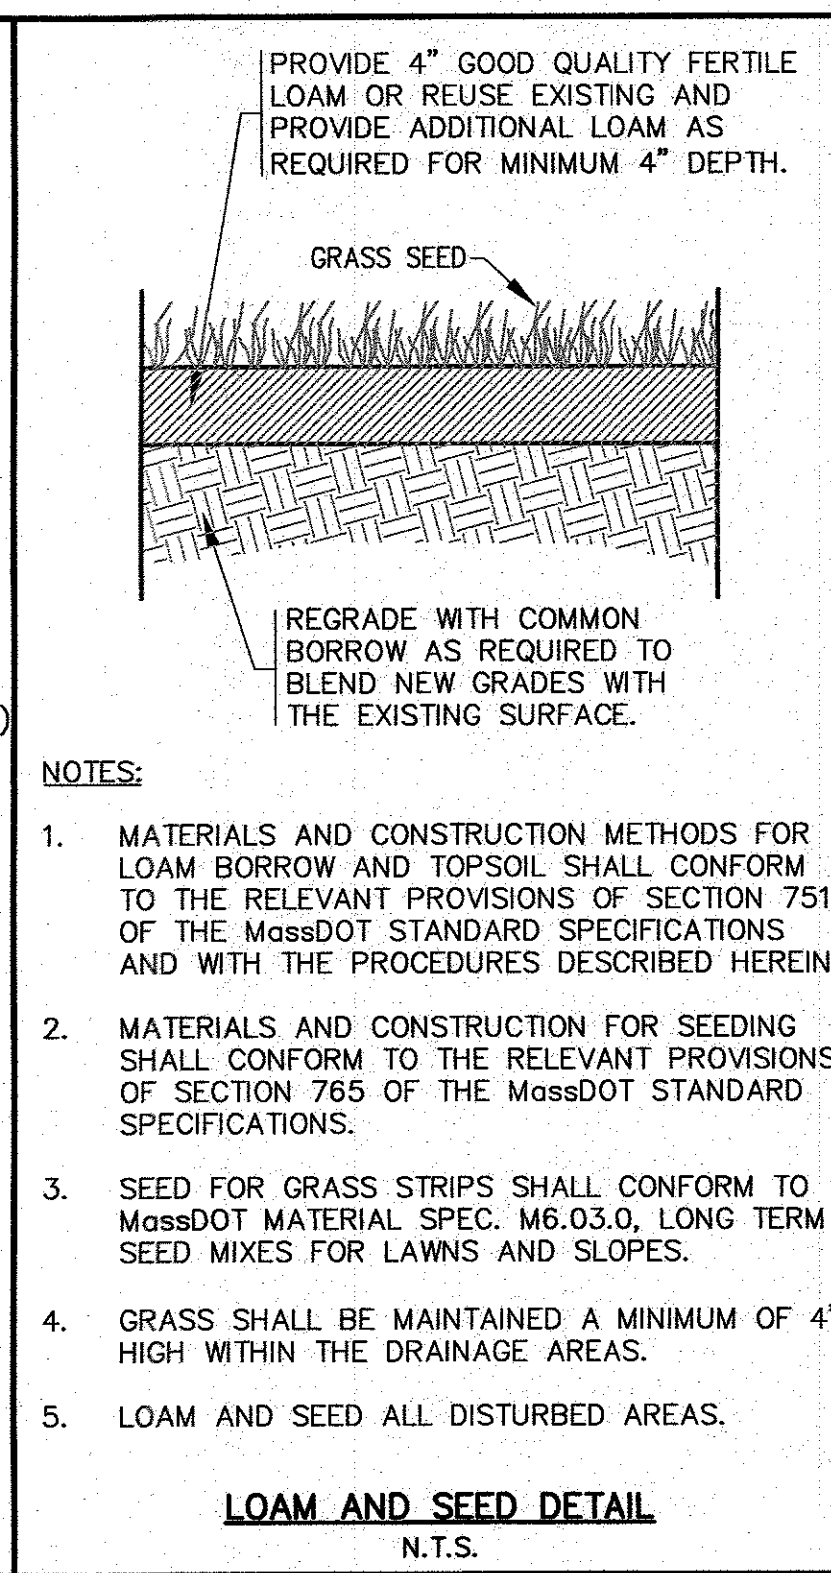 PROVIDE 4" GOOD QUALITY FERTILE
LOAM OR REUSE EXISTING AND
PROVIDE ADDITIONAL LOAM AS
REQUIRED FOR MINIMUM 4" DEPTH.
GRASS SEED
REGRADE WITH COMMON
BORROW AS REQUIRED TO
BLEND NEW GRADES WITH
THE EXISTING SURFACE.
)
NOTES:
1. MATERIALS AND CONSTRUCTION METHODS FOR
LOAM BORROW AND TOPSOIL SHALL CONFORM
TO THE RELEVANT PROVISIONS OF SECTION 751
OF THE MassDOT STANDARD SPECIFICATIONS
AND WITH THE PROCEDURES DESCRIBED HEREIN
2. MATERIALS AND CONSTRUCTION FOR SEEDING
SHALL CONFORM TO THE RELEVANT PROVISIONS
OF SECTION 765 OF THE MassDOT STANDARD
SPECIFICATIONS.
3. SEED FOR GRASS STRIPS SHALL CONFORM TO
MassDOT MATERIAL SPEC. M6.03.0, LONG TERM
SEED MIXES FOR LAWNS AND SLOPES.
4. GRASS SHALL BE MAINTAINED A MINIMUM OF 4"
HIGH WITHIN THE DRAINAGE AREAS.
5. LOAM AND SEED ALL DISTURBED AREAS.
LOAM AND SEED DETAIL
N.T.S.